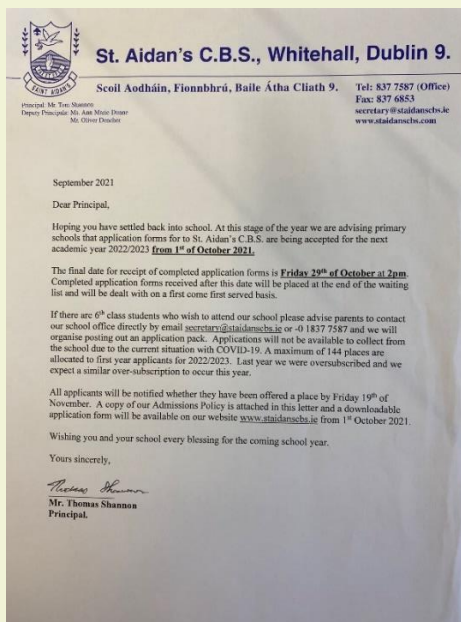 St. Aidan's C.B.S., Whitehall, Dublin 9.
Scoil Aodháin, Fionnbhrú, Baile Átha Cliath 9.
Tel: 837 7587 (Office)
Fax: 837 6853
secretary@staidanscbs.ie
www.staidanscbs.com
SAINT AIDAN'S
Principal: Mr. Tom Shannon
Deputy Principals: Ms. Ann Marie
Mr. Oliver
September 2021
Dear Principal,
Hoping you have settled back into school. At this stage of the year we are advising primary
schools that application forms for to St. Aidan's C.B.S. are being accepted for the next
academic year 2022/2023 from 1st of October 2021.
The final date for receipt of completed application forms is Friday 29th of October at 2pm.
Completed application forms received after this date will be placed at the end of the waiting
list and will be dealt with on a first come first served basis.
If there are 6th class students who wish to attend our school please advise parents to contact
our school office directly by email secretary@staidanscbs.ie or -0 1837 7587 and we will
organise posting out an application pack. Applications will not be available to collect from
the school due to the current situation with COVID-19. A maximum of 144 places are
allocated to first year applicants for 2022/2023. Last year we were oversubscribed and we
expect a similar over-subscription to occur this year.
All applicants will be notified whether they have been offered a place by Friday 19th of
November. A copy of our Admissions Policy is attached in this letter and a downloadable
application form will be available on our website www.staidanscbs.ie from 1st October 2021.
Wishing you and your school every blessing for the coming school year.
Yours sincerely,
Thomas Shannon
Mr. Thomas Shannon
Principal.